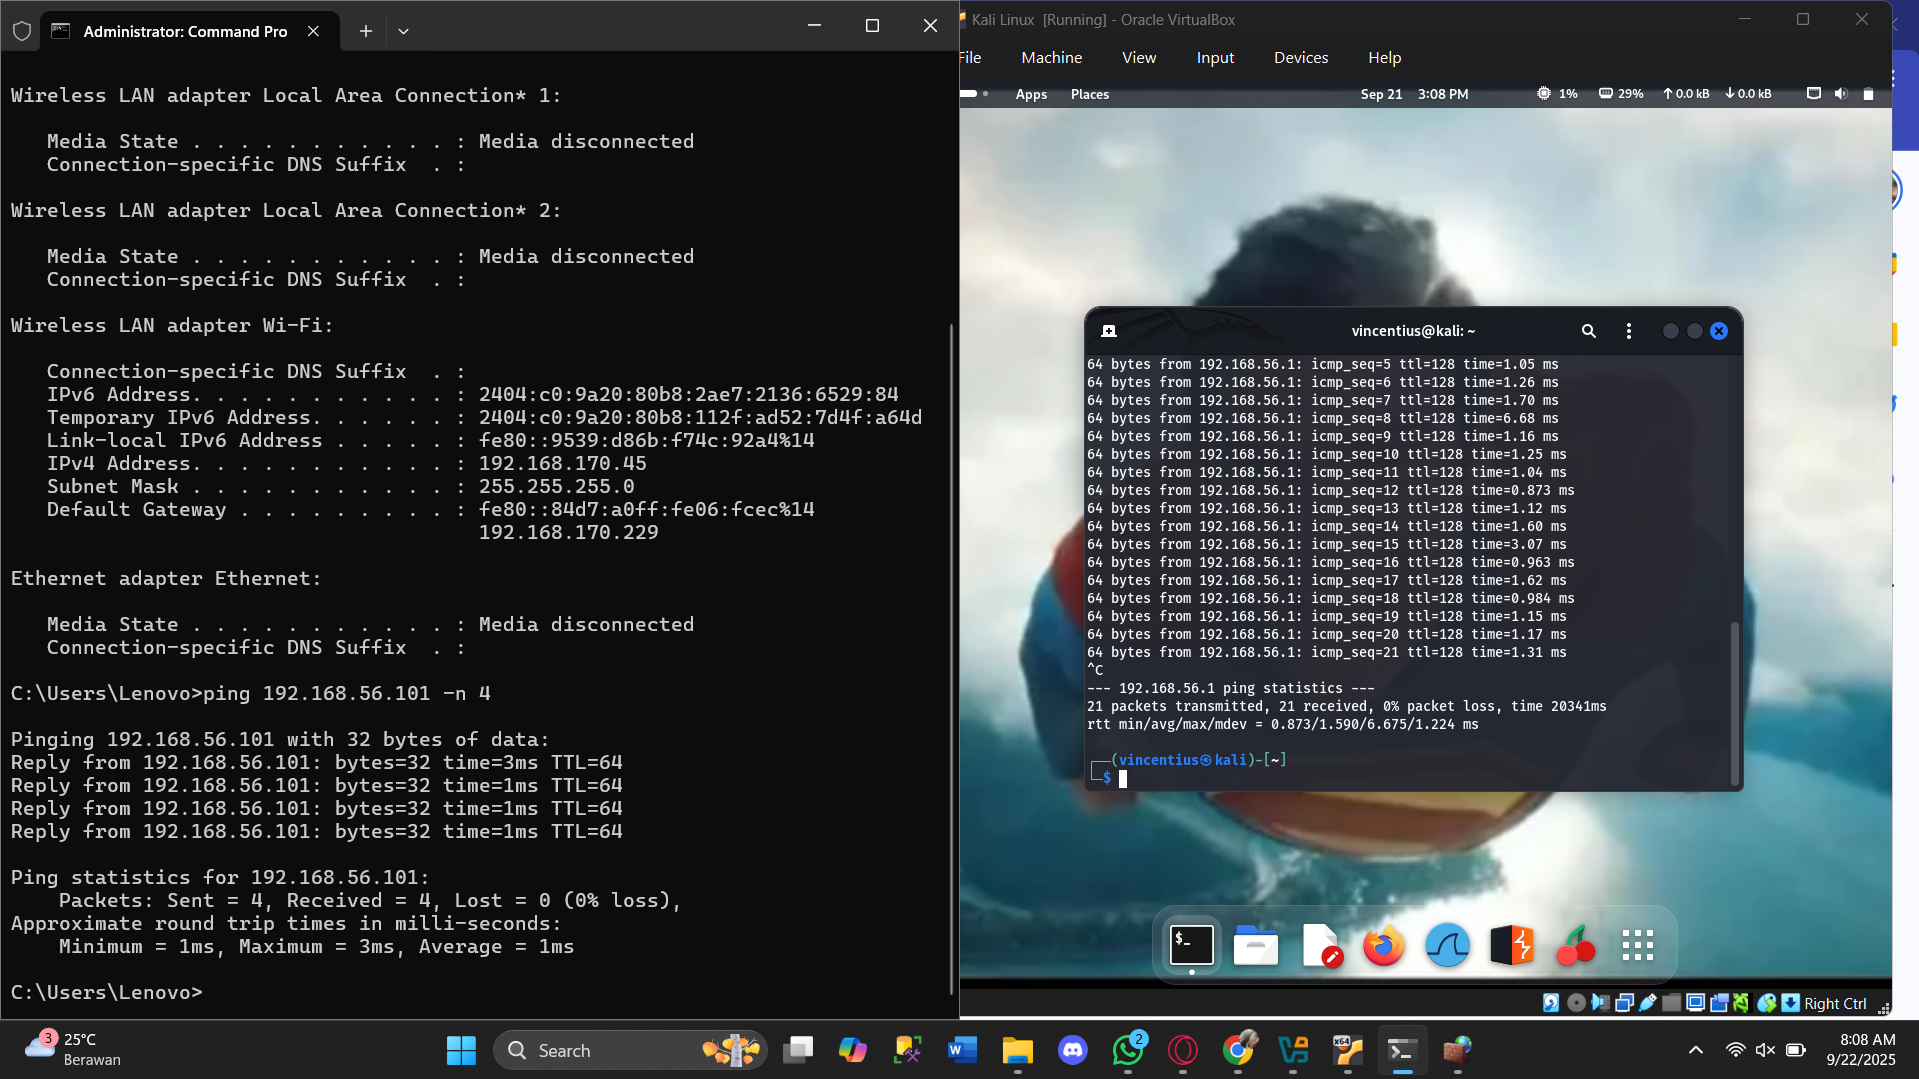 Administrator: Command Pro
Wireless LAN adapter Local Area Connection* 1:
Media State . . . . . . . . . . . : Media disconnected
Connection-specific DNS Suffix  . :
Wireless LAN adapter Local Area Connection* 2:
Media State . . . . . . . . . . . : Media disconnected
Connection-specific DNS Suffix  . :
Wireless LAN adapter Wi-Fi:
Connection-specific DNS Suffix  . :
IPv6 Address. . . . . . . . . . . : 2404:c0:9a20:80b8:2ae7:2136:6529:84
Temporary IPv6 Address. . . . . . : 2404:c0:9a20:80b8:112f:ad52:7d4f:a64d
Link-local IPv6 Address . . . . . : fe80::9539:d86b:f74c:92a4%14
IPv4 Address. . . . . . . . . . . : 192.168.170.45
Subnet Mask . . . . . . . . . . . : 255.255.255.0
Default Gateway . . . . . . . . . : fe80::84d7:a0ff:fe06:fcec%14
192.168.170.229
Ethernet adapter Ethernet:
Media State . . . . . . . . . . . : Media disconnected
Connection-specific DNS Suffix  . :
C:\Users\Lenovo>ping 192.168.56.101 -n 4
Pinging 192.168.56.101 with 32 bytes of data:
Reply from 192.168.56.101: bytes=32 time=3ms TTL=64
Reply from 192.168.56.101: bytes=32 time=1ms TTL=64
Reply from 192.168.56.101: bytes=32 time=1ms TTL=64
Reply from 192.168.56.101: bytes=32 time=1ms TTL=64
Ping statistics for 192.168.56.101:
Packets: Sent = 4, Received = 4, Lost = 0 (0% loss),
Approximate round trip times in milli-seconds:
Minimum = 1ms, Maximum = 3ms, Average = 1ms
C:\Users\Lenovo>
Kali Linux [Running] - Oracle VirtualBox
File Machine View Input Devices Help
Apps Places Sep 21 3:08 PM 1% 29% ↑0.0 kB ↓0.0 kB
vincentius@kali: ~
64 bytes from 192.168.56.1: icmp_seq=5 ttl=128 time=1.05 ms
64 bytes from 192.168.56.1: icmp_seq=6 ttl=128 time=1.26 ms
64 bytes from 192.168.56.1: icmp_seq=7 ttl=128 time=1.70 ms
64 bytes from 192.168.56.1: icmp_seq=8 ttl=128 time=6.68 ms
64 bytes from 192.168.56.1: icmp_seq=9 ttl=128 time=1.16 ms
64 bytes from 192.168.56.1: icmp_seq=10 ttl=128 time=1.25 ms
64 bytes from 192.168.56.1: icmp_seq=11 ttl=128 time=1.04 ms
64 bytes from 192.168.56.1: icmp_seq=12 ttl=128 time=0.873 ms
64 bytes from 192.168.56.1: icmp_seq=13 ttl=128 time=1.12 ms
64 bytes from 192.168.56.1: icmp_seq=14 ttl=128 time=1.60 ms
64 bytes from 192.168.56.1: icmp_seq=15 ttl=128 time=3.07 ms
64 bytes from 192.168.56.1: icmp_seq=16 ttl=128 time=0.963 ms
64 bytes from 192.168.56.1: icmp_seq=17 ttl=128 time=1.62 ms
64 bytes from 192.168.56.1: icmp_seq=18 ttl=128 time=0.984 ms
64 bytes from 192.168.56.1: icmp_seq=19 ttl=128 time=1.15 ms
64 bytes from 192.168.56.1: icmp_seq=20 ttl=128 time=1.17 ms
64 bytes from 192.168.56.1: icmp_seq=21 ttl=128 time=1.31 ms
^C
--- 192.168.56.1 ping statistics ---
21 packets transmitted, 21 received, 0% packet loss, time 20341ms
rtt min/avg/max/mdev = 0.873/1.590/6.675/1.224 ms
┌──(vincentius㉿kali)-[~]
└─$
$_
Right Ctrl
3
25°C
Berawan
Search
2
x64
8:08 AM
9/22/2025